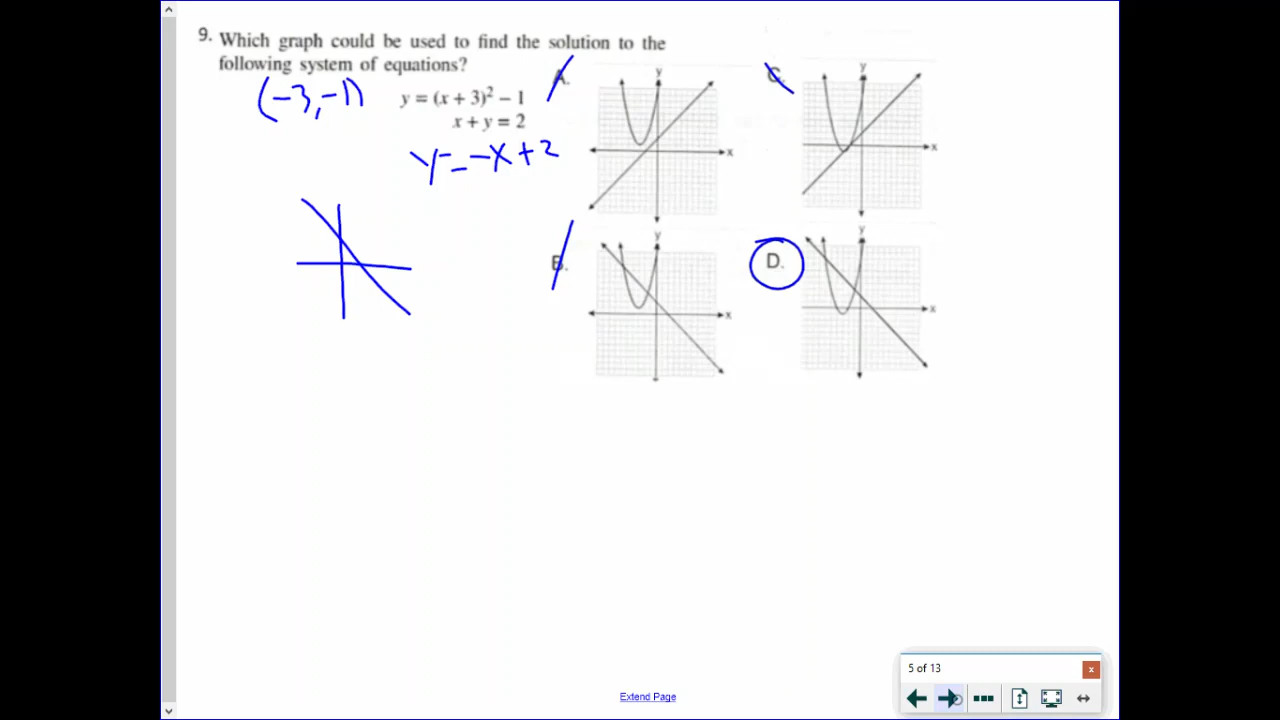 9. Which graph could be used to find the solution to the
following system of equations?
(-3,-1)
y = (x + 3)² – 1
x + y = 2
y = -x + 2
A.
y
x
C.
y
x
B.
y
x
D.
y
x
5 of 13
x
Extend Page